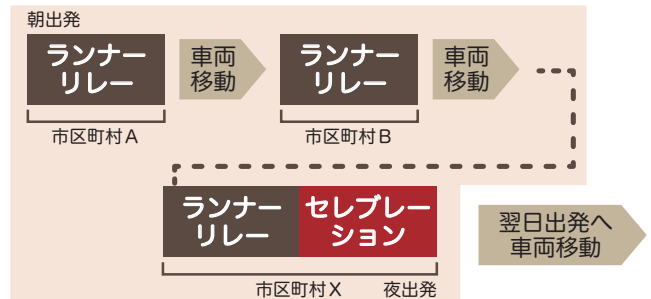 朝出発
ランナー
リレー
車両
移動
ランナー
リレー
車両
移動
市区町村A
市区町村B
ランナー
リレー
セレブレー
ション
翌日出発へ
車両移動
市区町村X
夜出発